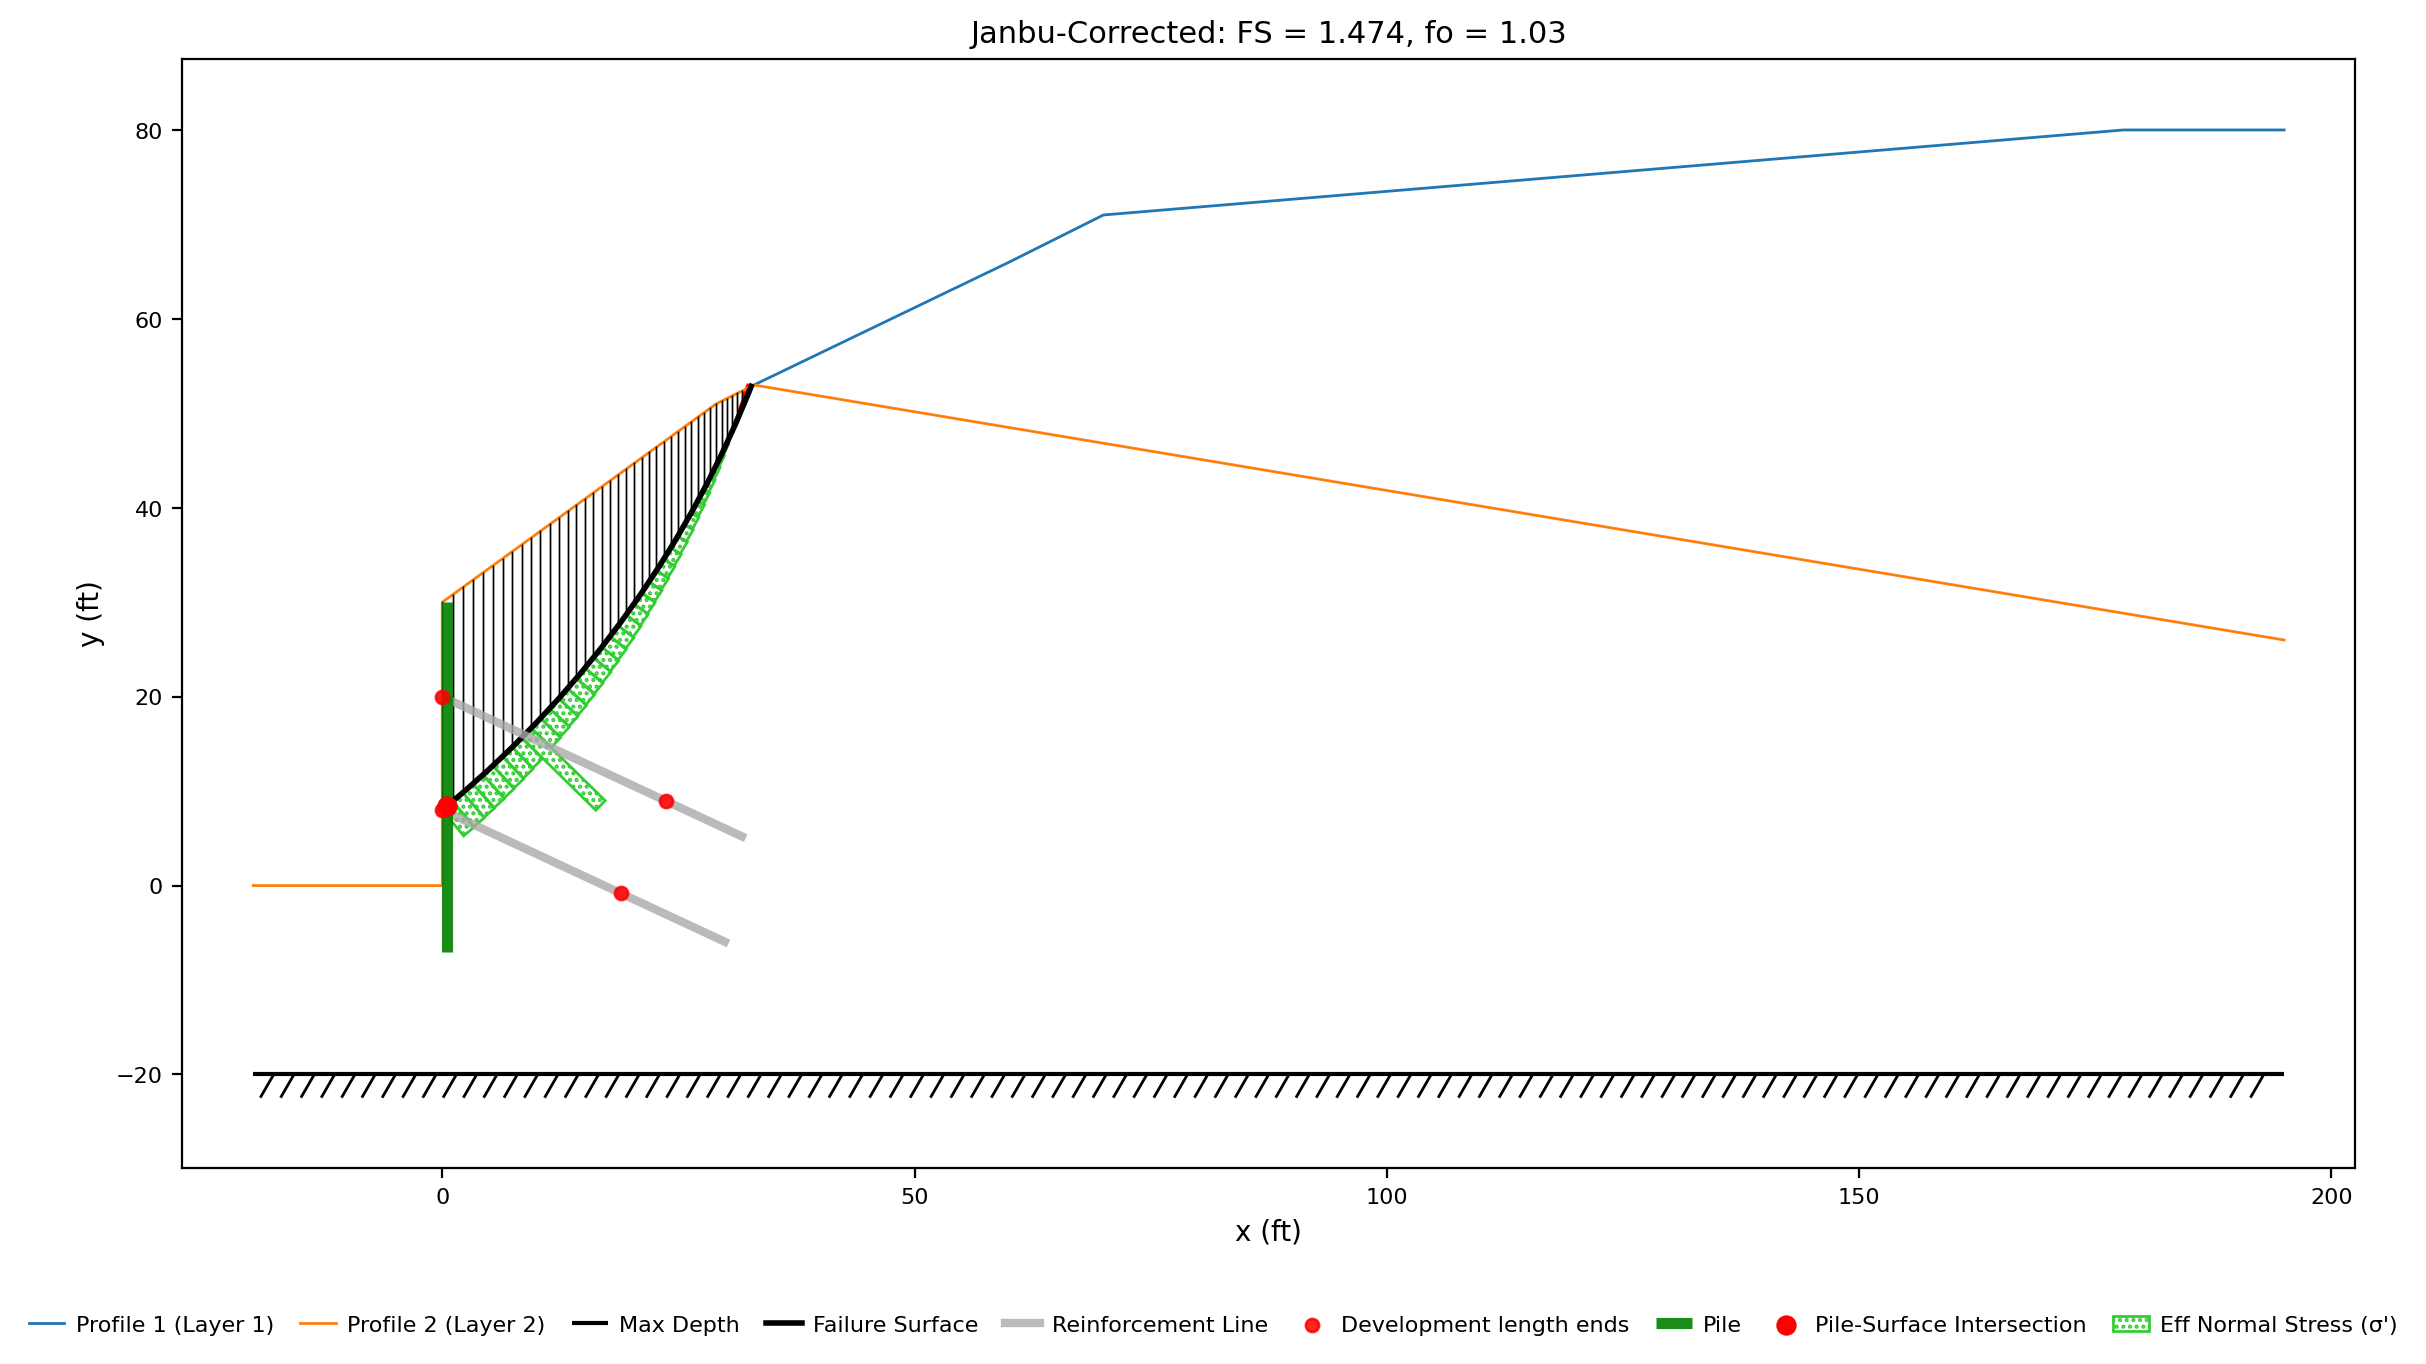 Janbu-Corrected: FS = 1.474, fo = 1.03
80
60
40
20
0
−20
y (ft)
0
50
100
150
200
x (ft)
Profile 1 (Layer 1)
Profile 2 (Layer 2)
Max Depth
Failure Surface
Reinforcement Line
Development length ends
Pile
Pile-Surface Intersection
Eff Normal Stress (σ')